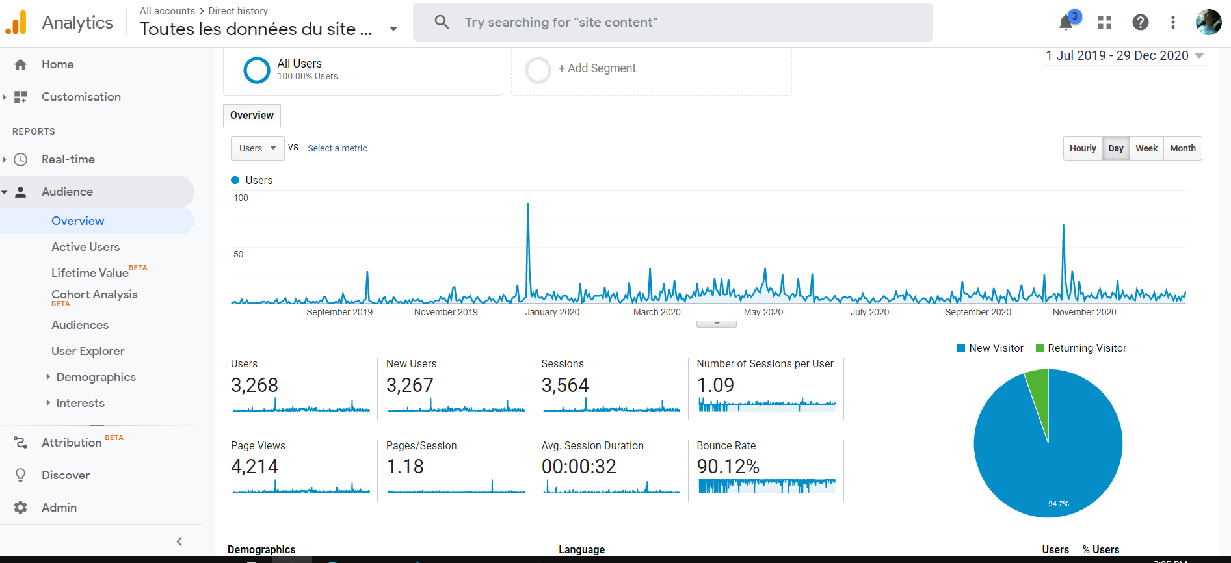 Analytics
All accounts > Direct history
Toutes les données du site ...
Try searching for "site content"
3
Home
Customisation
REPORTS
Real-time
Audience
Overview
Active Users
Lifetime Value BETA
Cohort Analysis
BETA
Audiences
User Explorer
Demographics
Interests
Attribution BETA
Discover
Admin
All Users
100.00% Users
+ Add Segment
1 Jul 2019 - 29 Dec 2020
Overview
Users VS Select a metric
Hourly Day Week Month
Users
100
50
September 2019 November 2019 January 2020 March 2020 May 2020 July 2020 September 2020 November 2020
New Visitor Returning Visitor
Users New Users Sessions Number of Sessions per User
3,268 3,267 3,564 1.09
Page Views Pages/Session Avg. Session Duration Bounce Rate
4,214 1.18 00:00:32 90.12%
94.7%
Demographics Language Users % Users